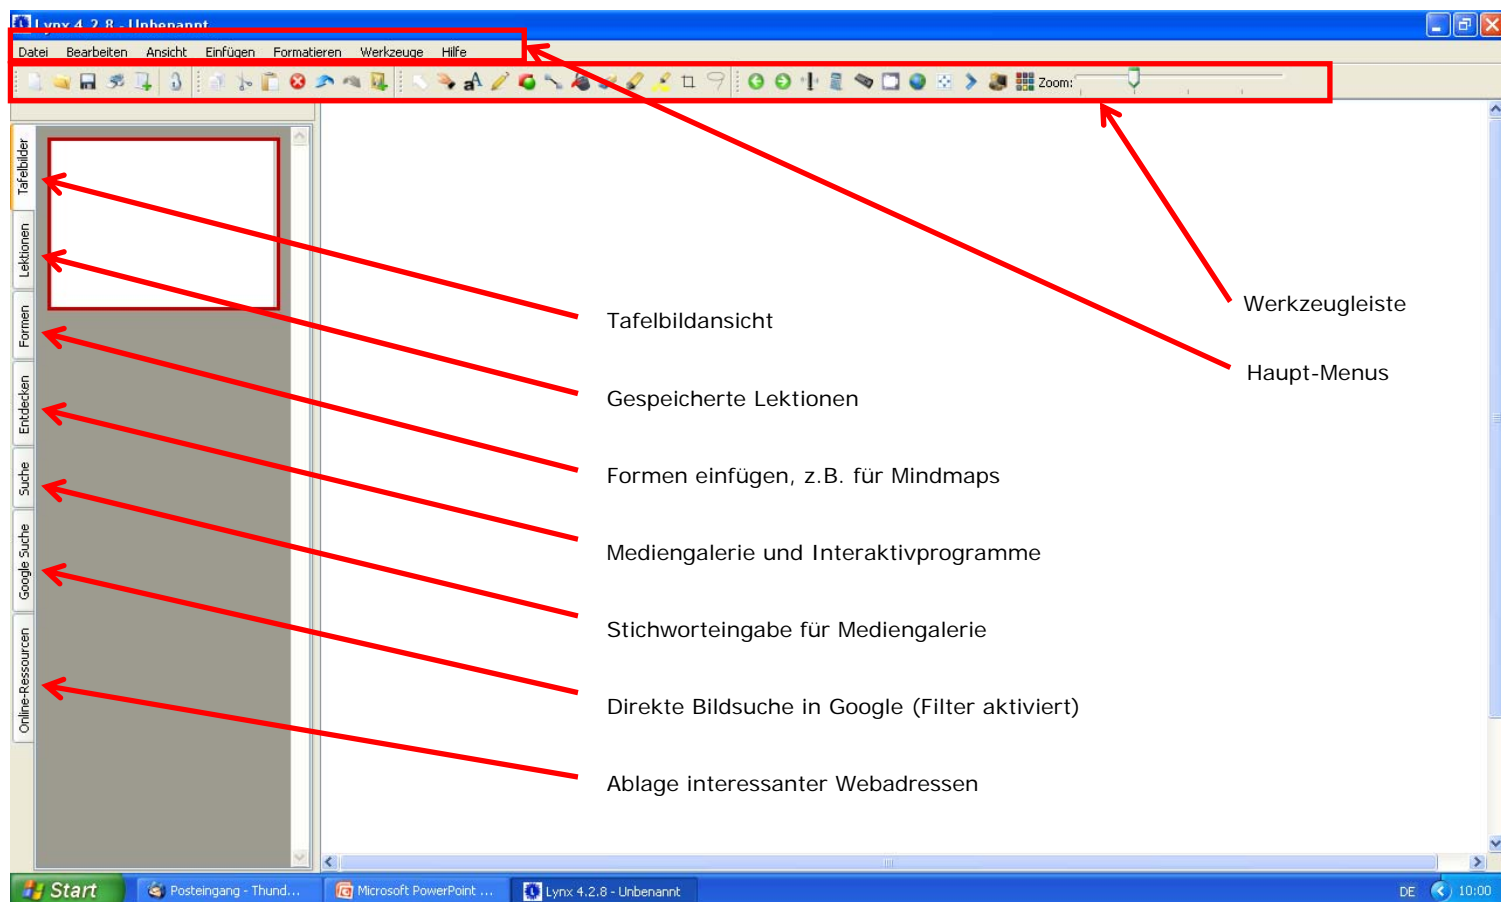 Lynx 4.2.8 - Unbenannt
Datei Bearbeiten Ansicht Einfügen Formatieren Werkzeuge Hilfe
Zoom:
Tafelbilder
Lektionen
Formen
Entdecken
Suche
Google Suche
Online-Ressourcen
Werkzeugleiste
Haupt-Menus
Tafelbildansicht
Gespeicherte Lektionen
Formen einfügen, z.B. für Mindmaps
Mediengalerie und Interaktivprogramme
Stichworteingabe für Mediengalerie
Direkte Bildsuche in Google (Filter aktiviert)
Ablage interessanter Webadressen
Start Posteingang - Thund... Microsoft PowerPoint ... Lynx 4.2.8 - Unbenannt DE 10:00